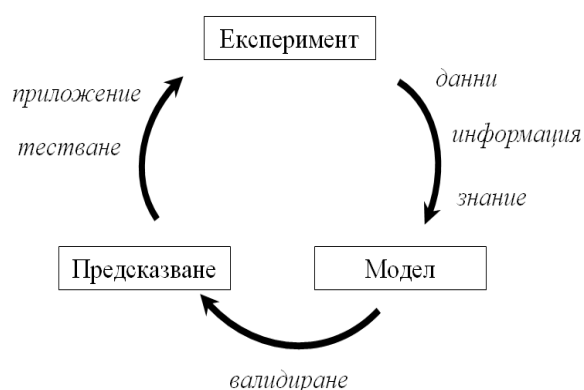 Експеримент
данни
информация
знание
Модел
валидиране
Предсказване
тестване
приложение